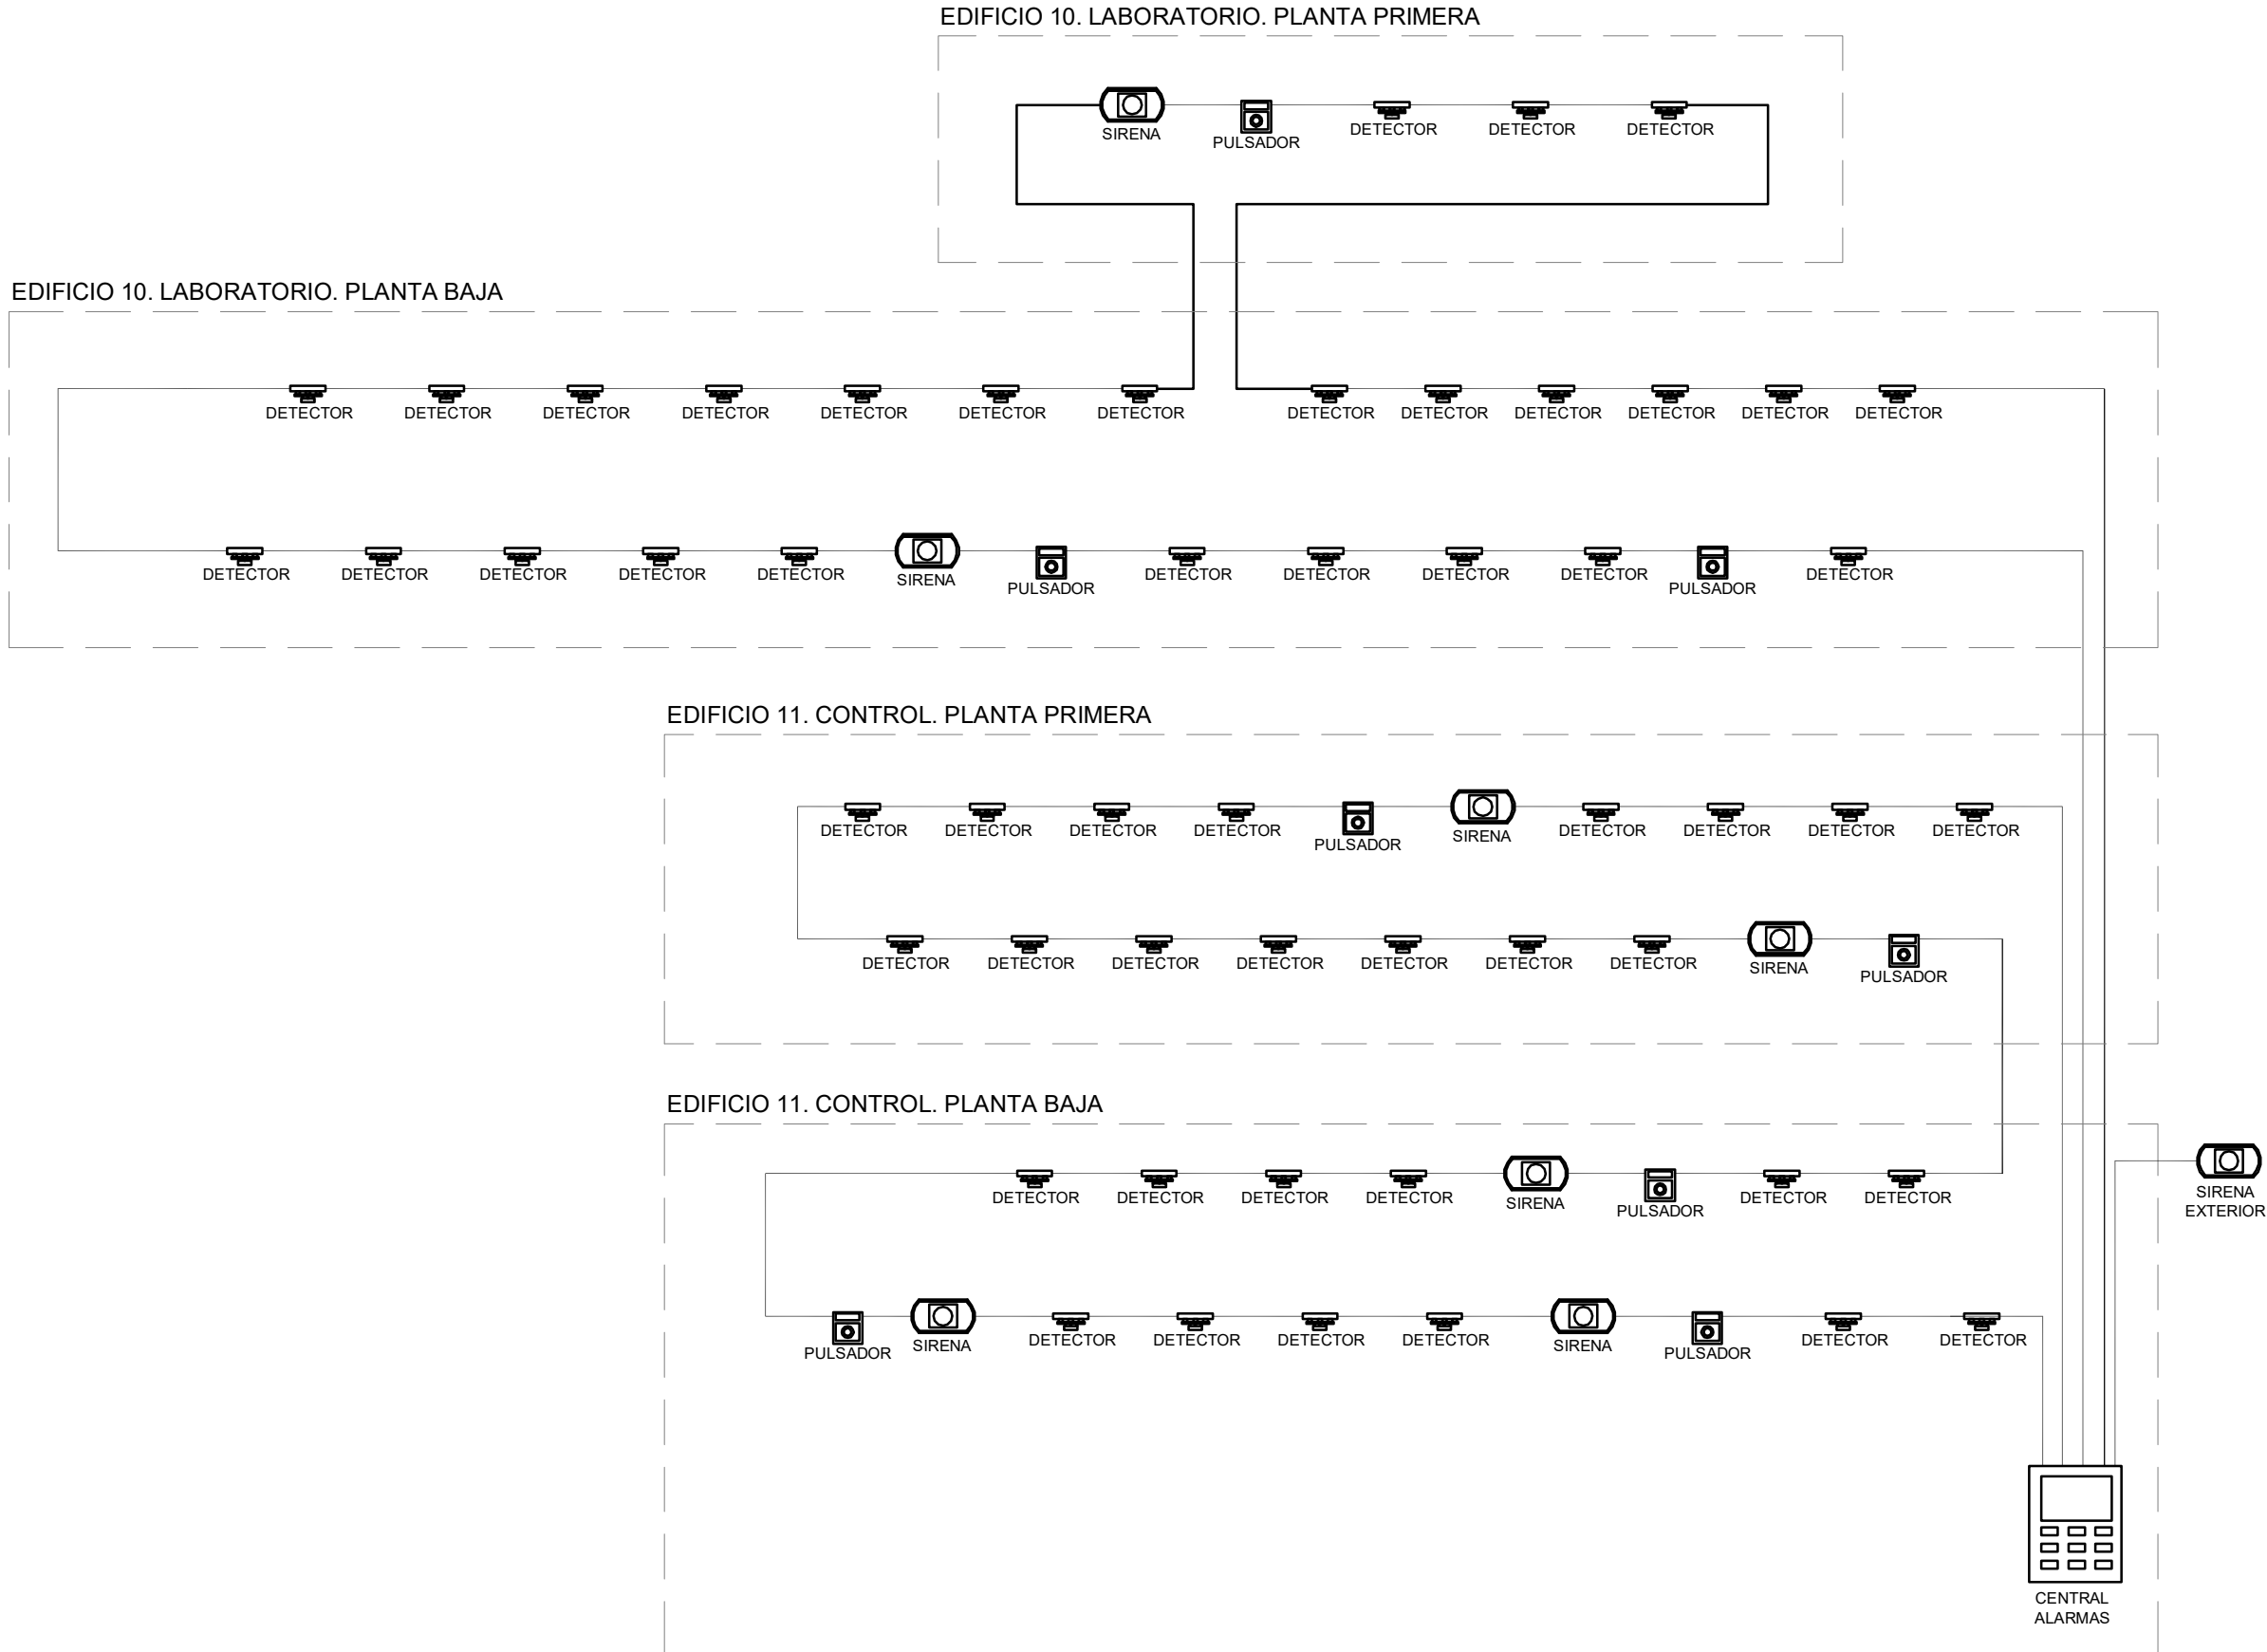 EDIFICIO 10. LABORATORIO. PLANTA PRIMERA
SIRENA PULSADOR DETECTOR DETECTOR DETECTOR
EDIFICIO 10. LABORATORIO. PLANTA BAJA
DETECTOR DETECTOR DETECTOR DETECTOR DETECTOR DETECTOR DETECTOR DETECTOR DETECTOR DETECTOR DETECTOR DETECTOR DETECTOR
DETECTOR DETECTOR DETECTOR DETECTOR DETECTOR SIRENA PULSADOR DETECTOR DETECTOR DETECTOR DETECTOR PULSADOR DETECTOR
EDIFICIO 11. CONTROL. PLANTA PRIMERA
DETECTOR DETECTOR DETECTOR DETECTOR PULSADOR SIRENA DETECTOR DETECTOR DETECTOR DETECTOR
DETECTOR DETECTOR DETECTOR DETECTOR DETECTOR DETECTOR DETECTOR SIRENA PULSADOR
EDIFICIO 11. CONTROL. PLANTA BAJA
DETECTOR DETECTOR DETECTOR DETECTOR SIRENA PULSADOR DETECTOR DETECTOR
SIRENA
EXTERIOR
PULSADOR SIRENA DETECTOR DETECTOR DETECTOR DETECTOR SIRENA PULSADOR DETECTOR DETECTOR
CENTRAL
ALARMAS